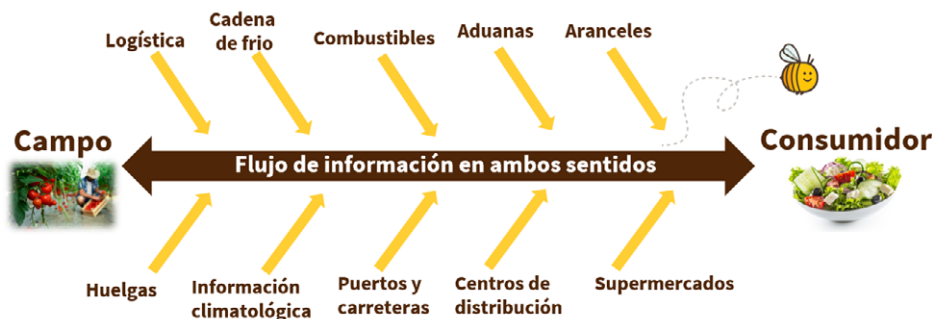 Logística
Cadena
de frio
Combustibles
Aduanas
Aranceles
Campo
Flujo de información en ambos sentidos
Consumidor
Huelgas
Información
climatológica
Puertos y
carreteras
Centros de
distribución
Supermercados